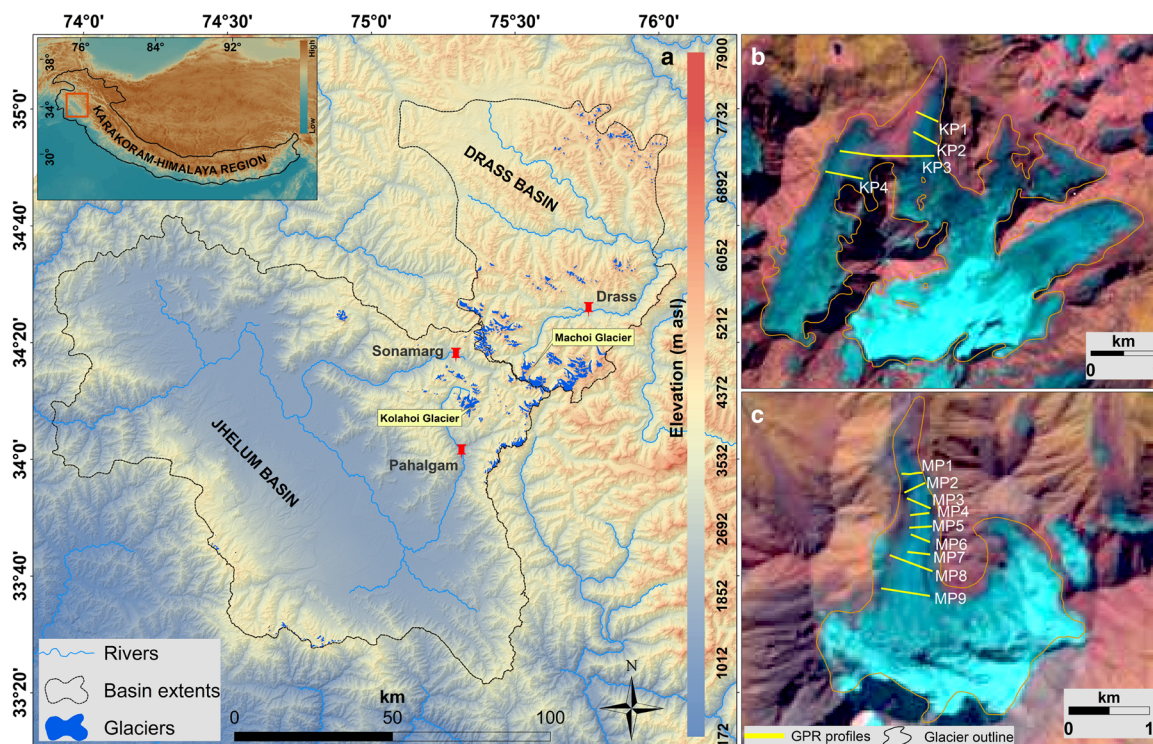 74°0' 74°50' 75°0' 75°50' 76°0'
76° 84° 92°
38°
34°
30°
High
Low
KARAKORAM-HIMALAYA REGION
a
35°0'
34°40'
34°20'
34°0'
33°40'
33°20'
DRASS BASIN
Drass
Machoi Glacier
Sonamarg
Kolahoi Glacier
Pahalgam
JHELUM BASIN
Rivers
Basin extents
Glaciers
km
0 50 100
N
Elevation (m asl)
7900
7732
6892
6052
5212
4372
3532
2692
1852
1012
172
b
KP1
KP2
KP3
KP4
km
0
c
MP1
MP2
MP3
MP4
MP5
MP6
MP7
MP8
MP9
km
0 1
GPR profiles Glacier outline